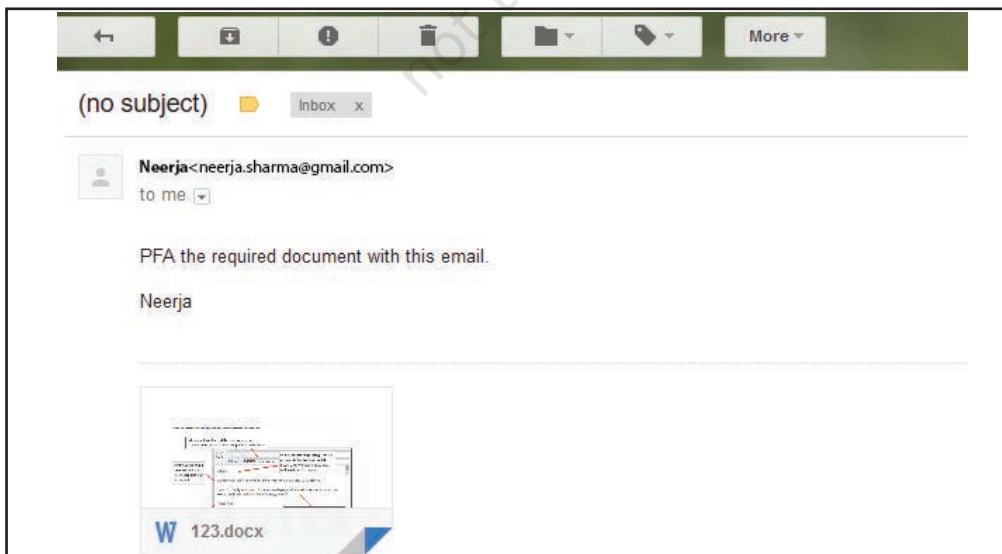 not
More
(no subject) Inbox x
Neerja<neerja.sharma@gmail.com>
to me
PFA the required document with this email.
Neerja
W 123.docx